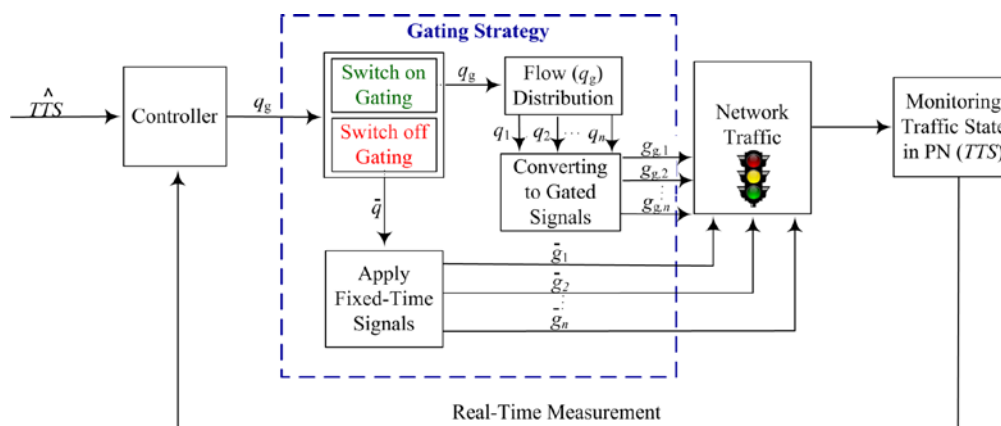 Gating Strategy
^
TTS
Controller
q_g
Switch on
Gating
Switch off
Gating
q_g
Flow (q_g)
Distribution
q_1 q_2 ... q_n
Converting
to Gated
Signals
g_g,1
g_g,2
⋮
g_g,n
Network
Traffic
Monitoring
Traffic State
in PN (TTS)
q̄
Apply
Fixed-Time
Signals
ḡ_1
ḡ_2
⋮
ḡ_n
Real-Time Measurement